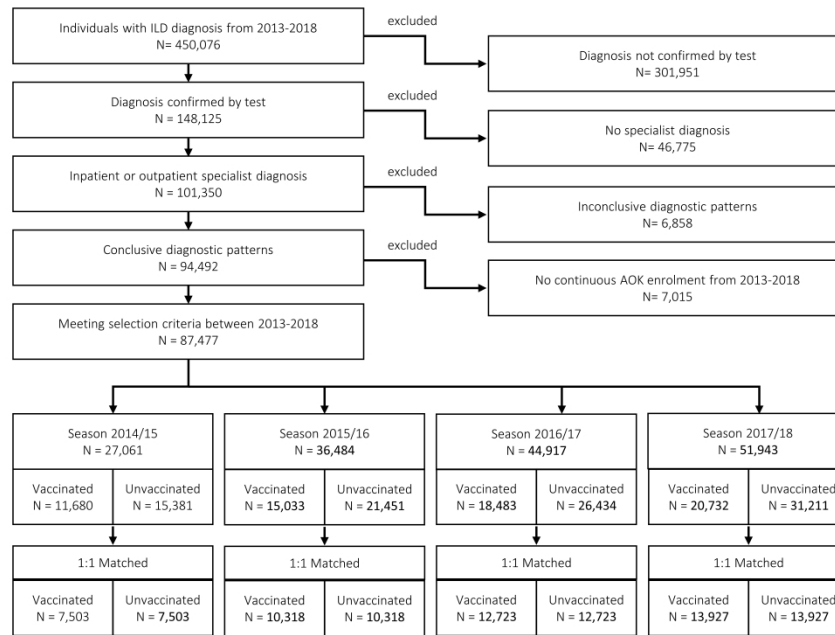 Individuals with ILD diagnosis from 2013-2018
N= 450,076
excluded
Diagnosis not confirmed by test
N= 301,951
Diagnosis confirmed by test
N = 148,125
excluded
No specialist diagnosis
N= 46,775
Inpatient or outpatient specialist diagnosis
N = 101,350
excluded
Inconclusive diagnostic patterns
N= 6,858
Conclusive diagnostic patterns
N = 94,492
excluded
No continuous AOK enrolment from 2013-2018
N= 7,015
Meeting selection criteria between 2013-2018
N = 87,477
Season 2014/15
N = 27,061
Season 2015/16
N = 36,484
Season 2016/17
N = 44,917
Season 2017/18
N = 51,943
Vaccinated
N = 11,680
Unvaccinated
N = 15,381
Vaccinated
N = 15,033
Unvaccinated
N = 21,451
Vaccinated
N = 18,483
Unvaccinated
N = 26,434
Vaccinated
N = 20,732
Unvaccinated
N = 31,211
1:1 Matched
1:1 Matched
1:1 Matched
1:1 Matched
Vaccinated
N = 7,503
Unvaccinated
N = 7,503
Vaccinated
N = 10,318
Unvaccinated
N = 10,318
Vaccinated
N = 12,723
Unvaccinated
N = 12,723
Vaccinated
N = 13,927
Unvaccinated
N = 13,927